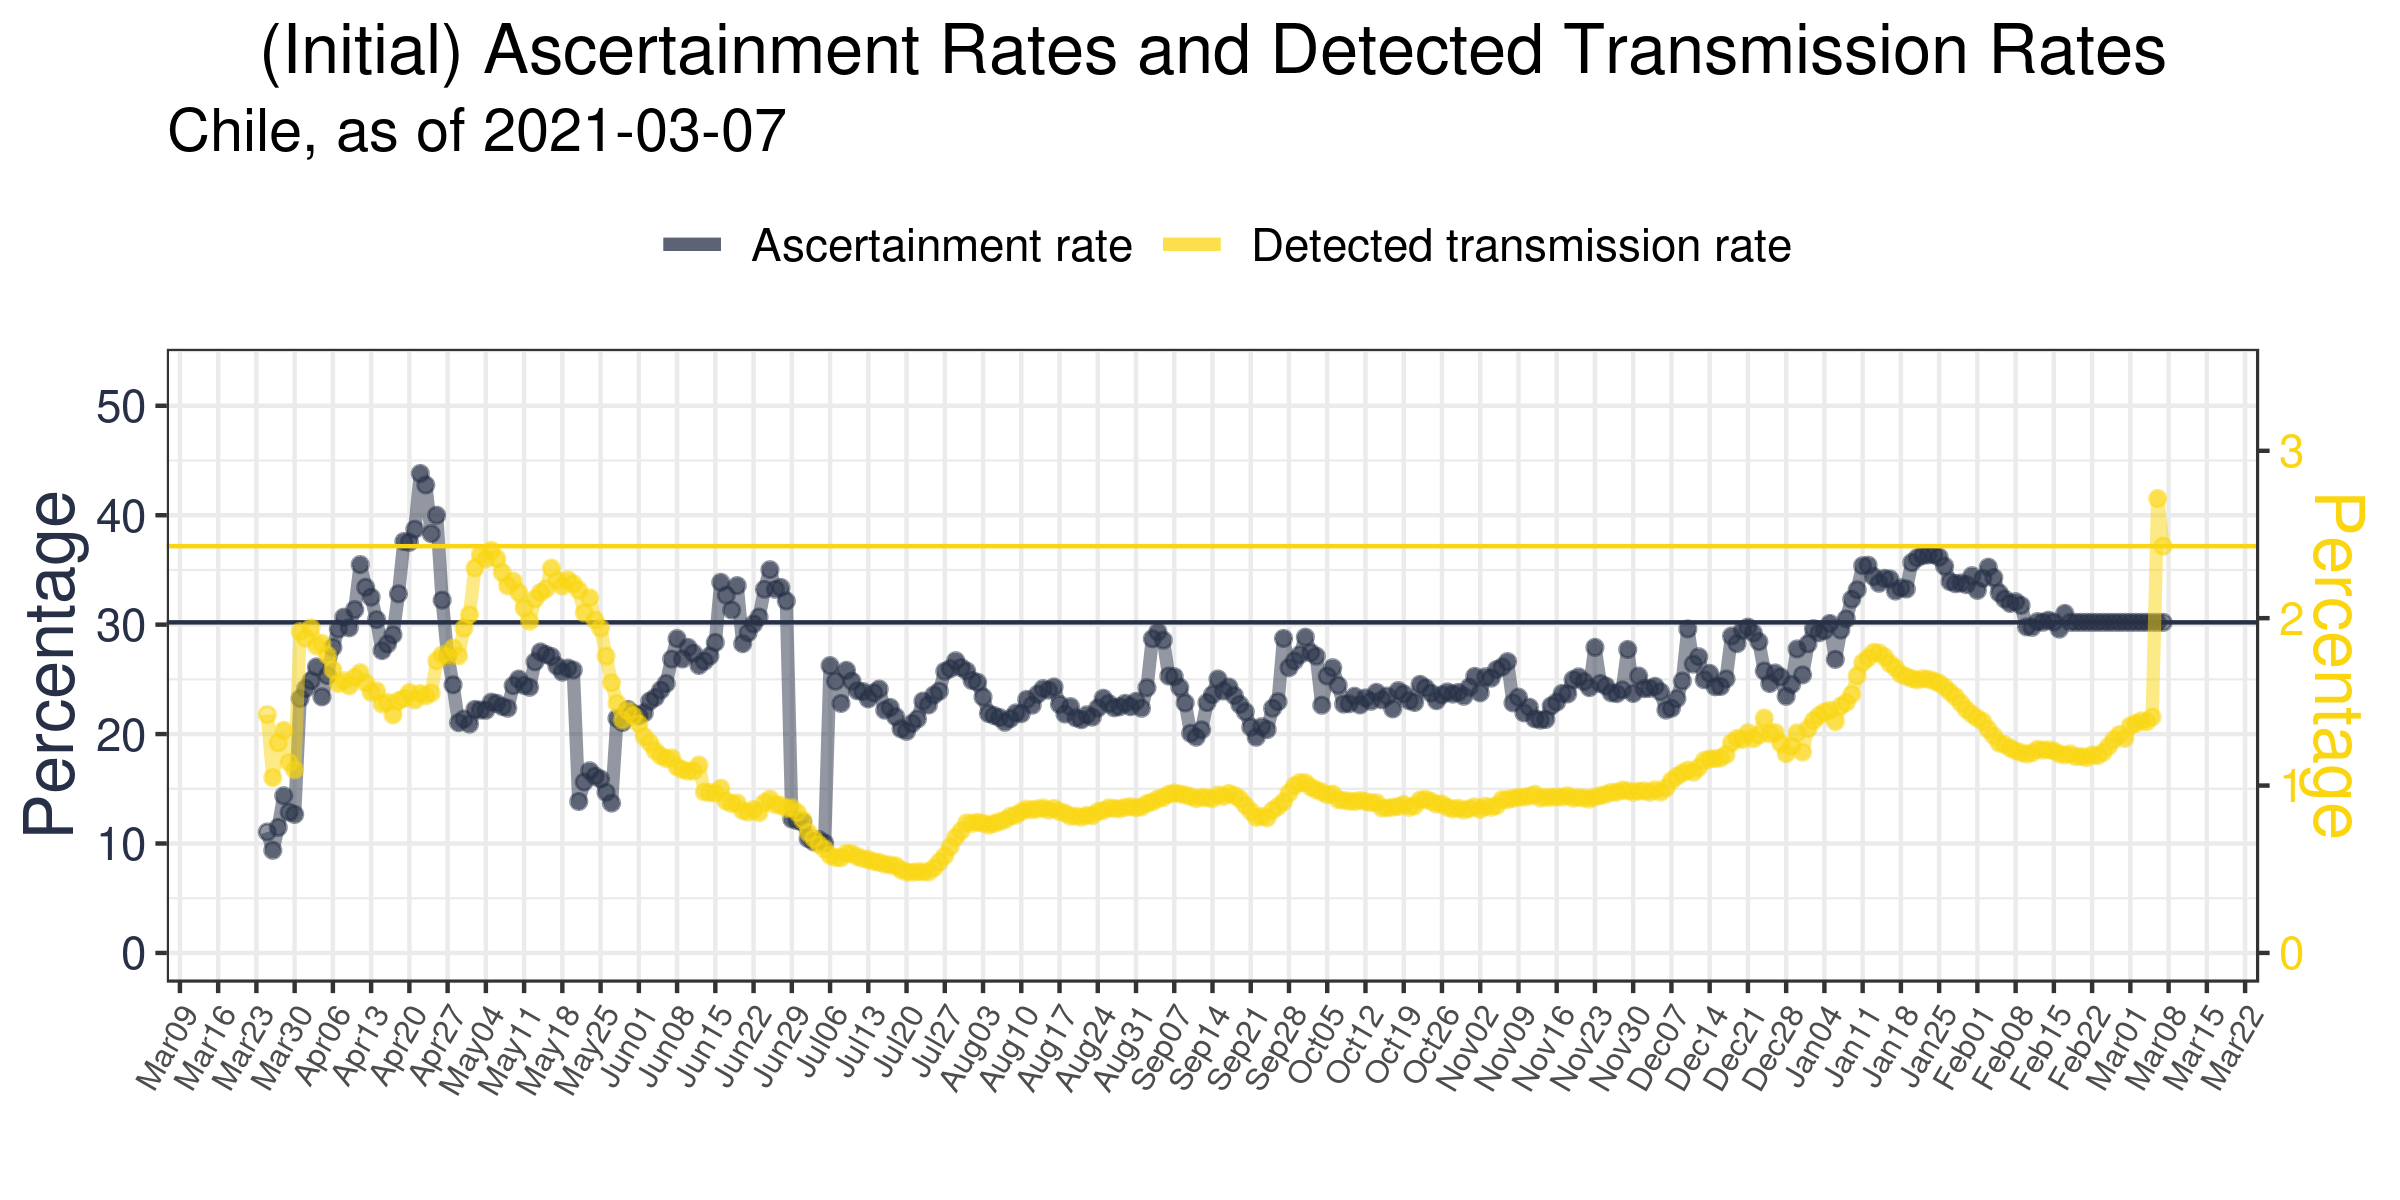 (Initial) Ascertainment Rates and Detected Transmission Rates
Chile, as of 2021-03-07
Ascertainment rate Detected transmission rate
Percentage
50
40
30
20
10
0
3
2
1
0
Percentage
Mar09 Mar16 Mar23 Mar30 Apr06 Apr13 Apr20 Apr27 May04 May11 May18 May25 Jun01 Jun08 Jun15 Jun22 Jun29 Jul06 Jul13 Jul20 Jul27 Aug03 Aug10 Aug17 Aug24 Aug31 Sep07 Sep14 Sep21 Sep28 Oct05 Oct12 Oct19 Oct26 Nov02 Nov09 Nov16 Nov23 Nov30 Dec07 Dec14 Dec21 Dec28 Jan04 Jan11 Jan18 Jan25 Feb01 Feb08 Feb15 Feb22 Mar01 Mar08 Mar15 Mar22